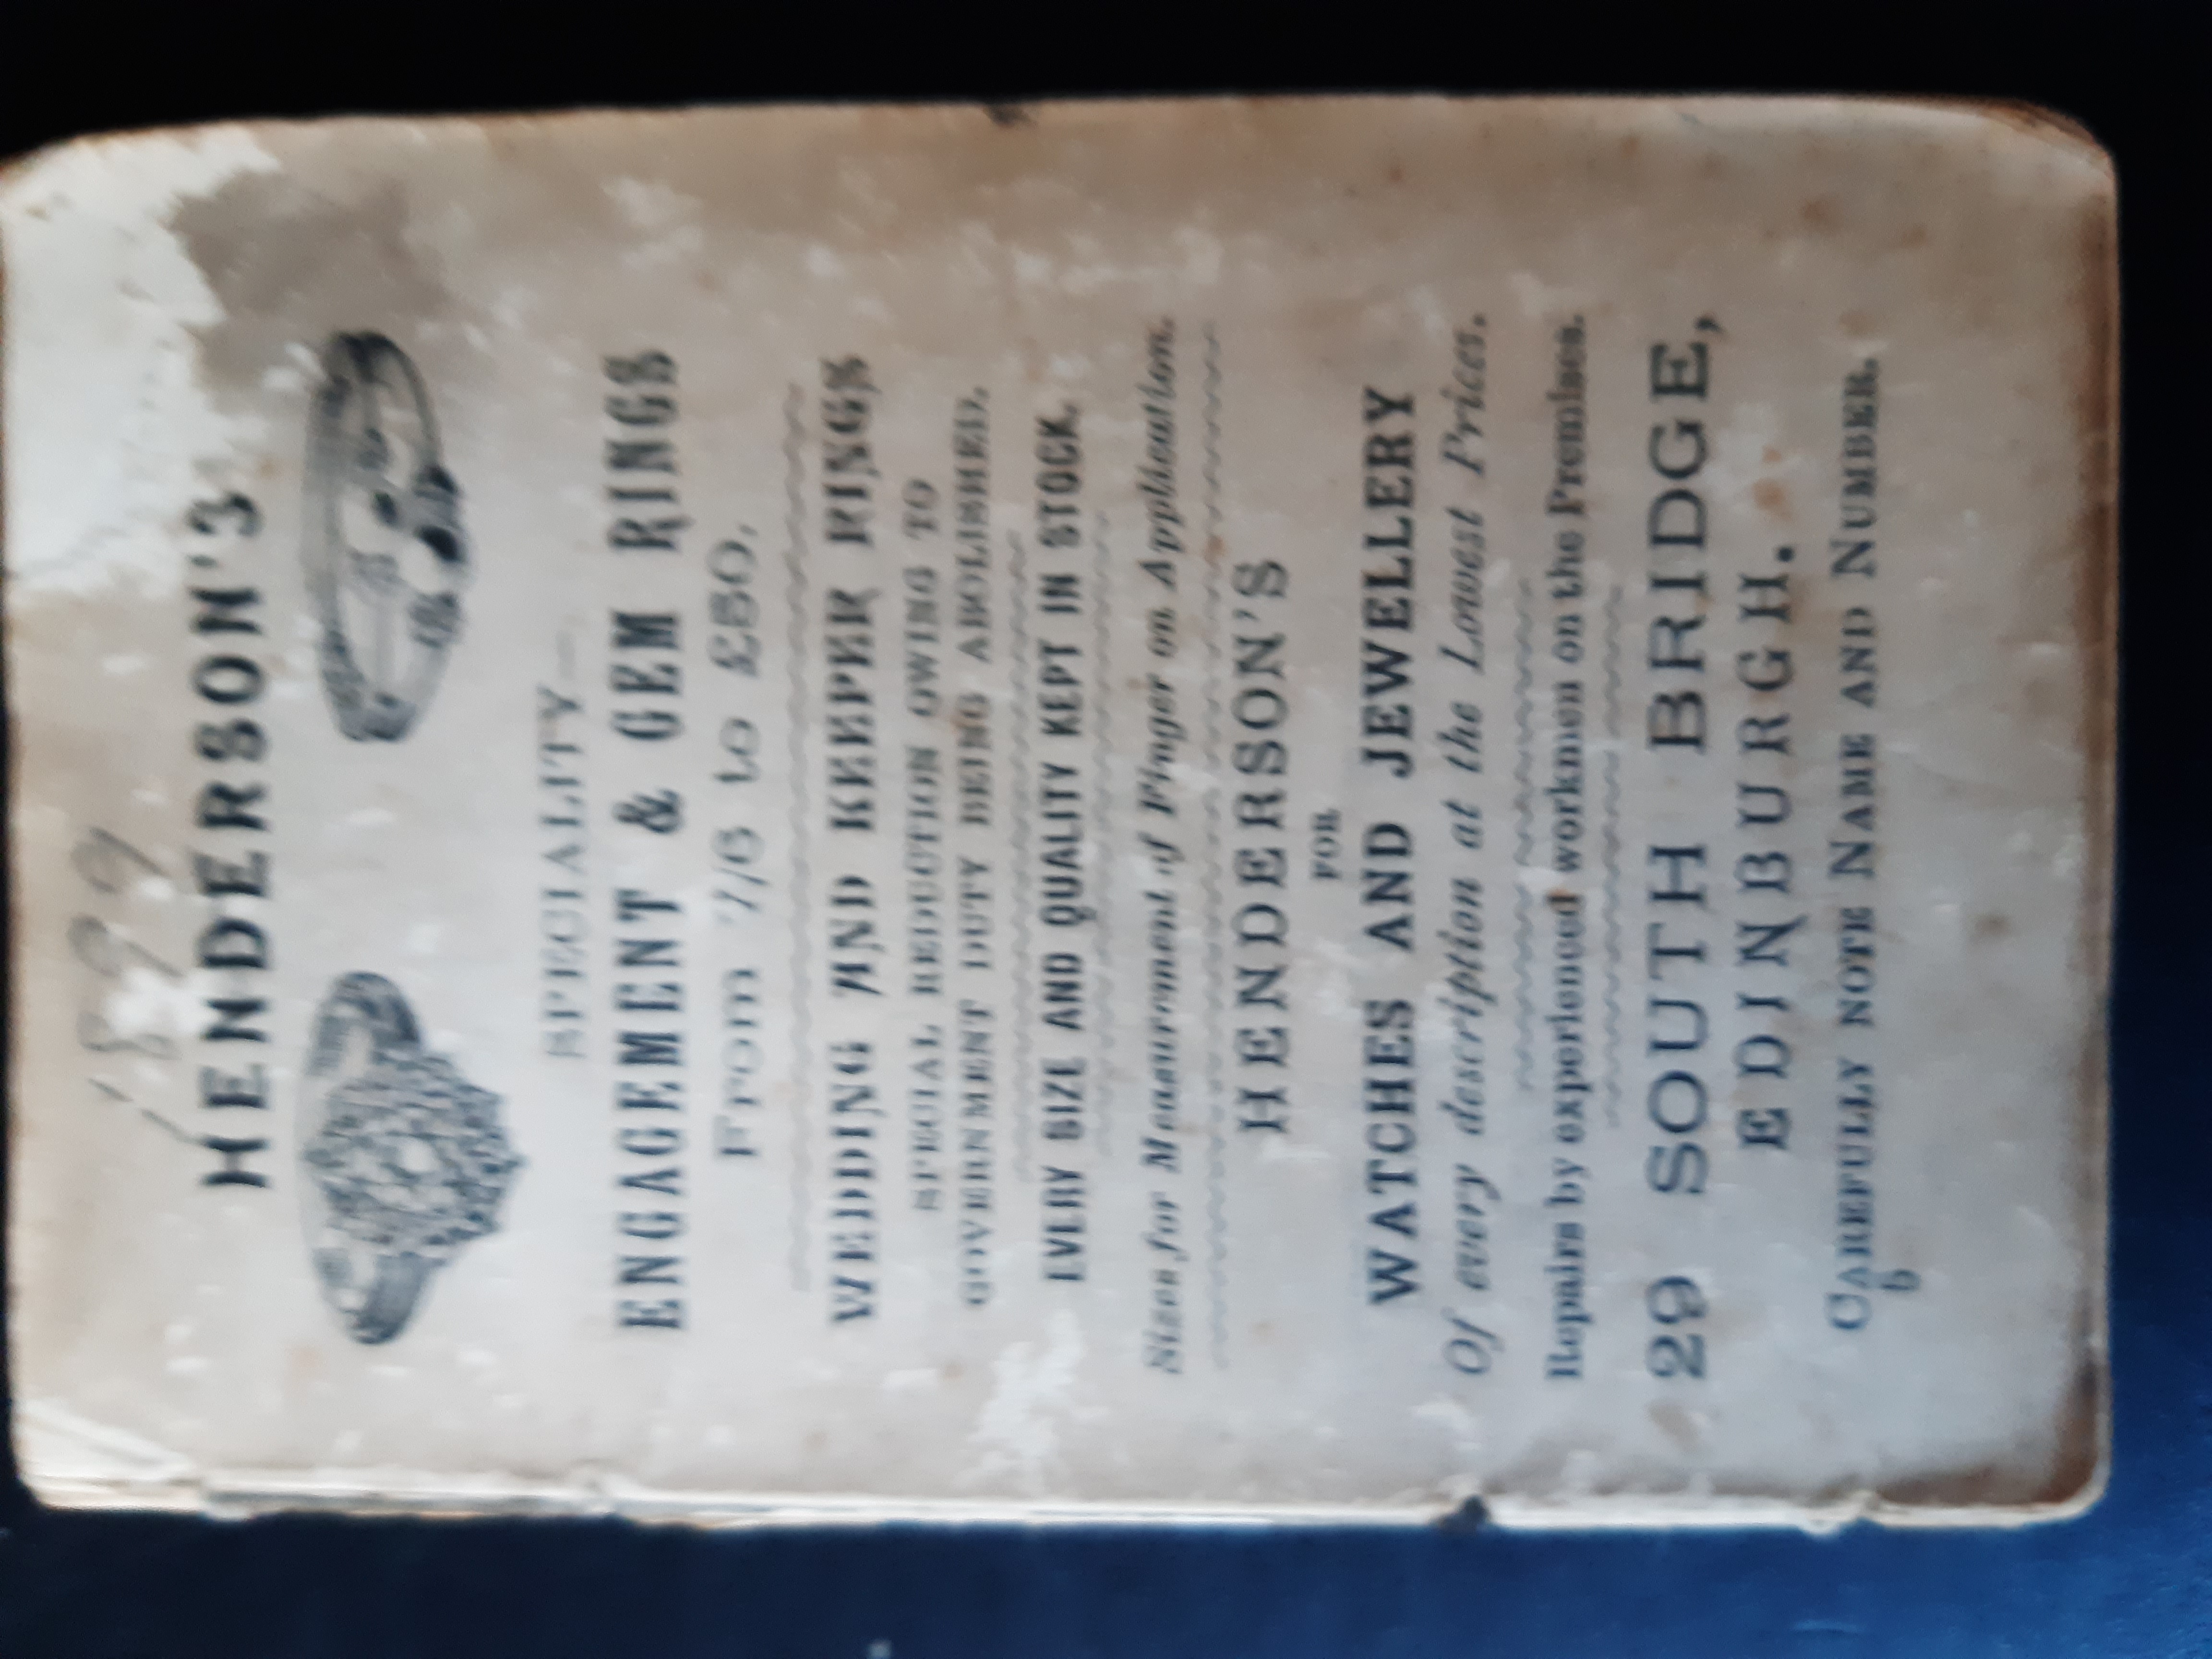 1899
HENDERSON'S
SPECIALITY—
ENGAGEMENT & GEM RINGS
From 7/6 to £50.
WEDDING AND KEEPER RINGS
SPECIAL REDUCTION OWING TO
GOVERNMENT DUTY BEING ABOLISHED.
EVERY SIZE AND QUALITY KEPT IN STOCK.
Sizes for Measurement of Finger on Application.
HENDERSON'S
FOR
WATCHES AND JEWELLERY
Of every description at the Lowest Prices.
Repairs by experienced workmen on the Premises.
29 SOUTH BRIDGE,
EDINBURGH.
CAREFULLY NOTE NAME AND NUMBER.